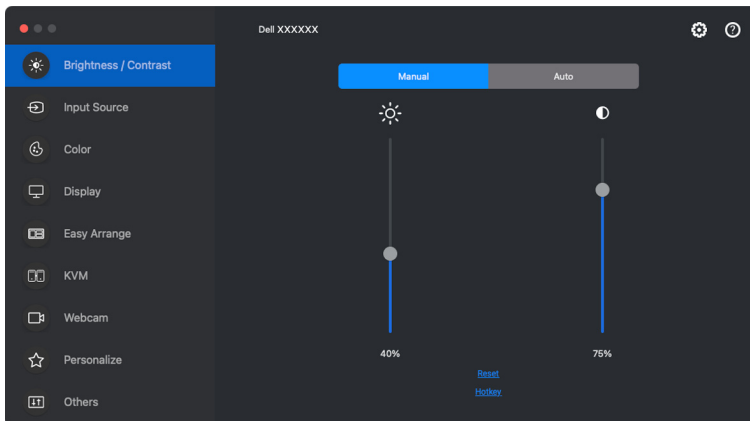 Dell XXXXXX
Brightness / Contrast
Input Source
Color
Display
Easy Arrange
KVM
Webcam
Personalize
Others
Manual
Auto
40%
75%
Reset
Hotkey